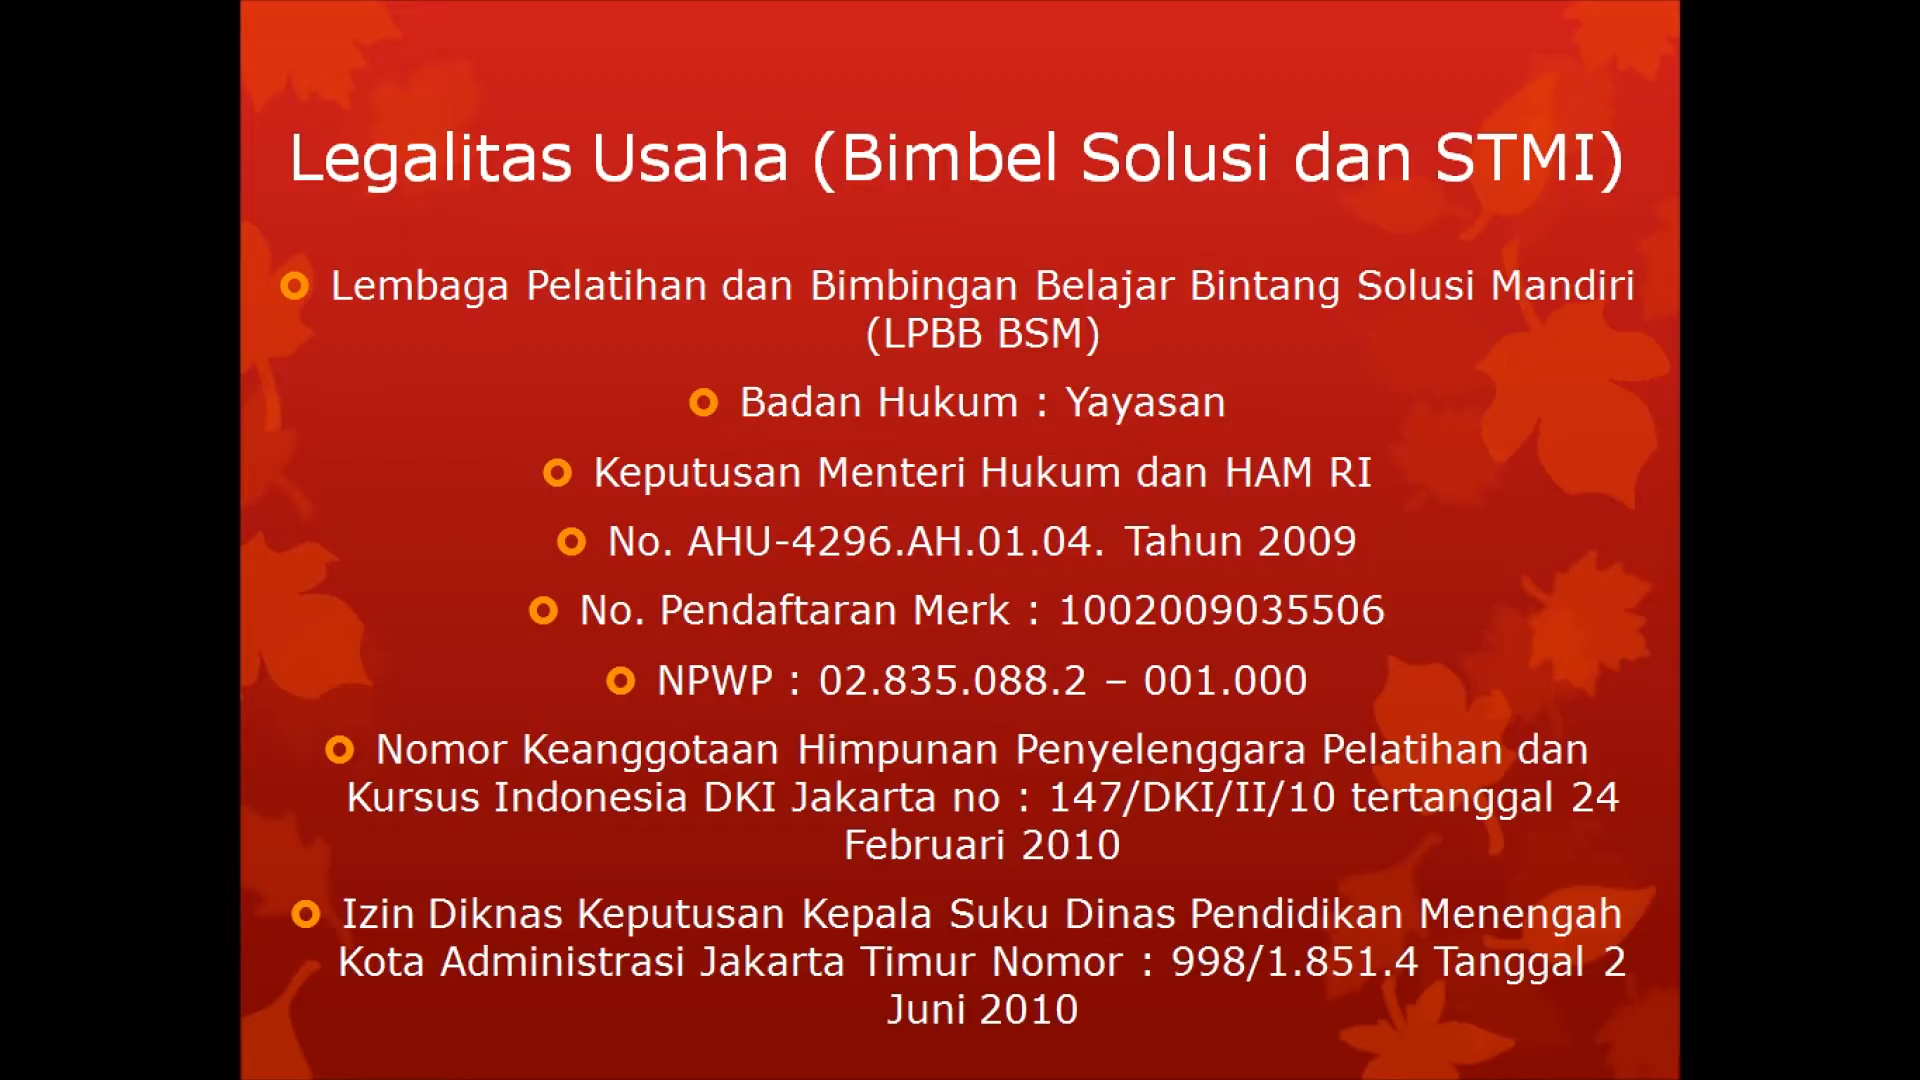 Legalitas Usaha (Bimbel Solusi dan STMI)
Lembaga Pelatihan dan Bimbingan Belajar Bintang Solusi Mandiri
(LPBB BSM)
Badan Hukum : Yayasan
Keputusan Menteri Hukum dan HAM RI
No. AHU-4296.AH.01.04. Tahun 2009
No. Pendaftaran Merk : 1002009035506
NPWP : 02.835.088.2 – 001.000
Nomor Keanggotaan Himpunan Penyelenggara Pelatihan dan
Kursus Indonesia DKI Jakarta no : 147/DKI/II/10 tertanggal 24
Februari 2010
Izin Diknas Keputusan Kepala Suku Dinas Pendidikan Menengah
Kota Administrasi Jakarta Timur Nomor : 998/1.851.4 Tanggal 2
Juni 2010